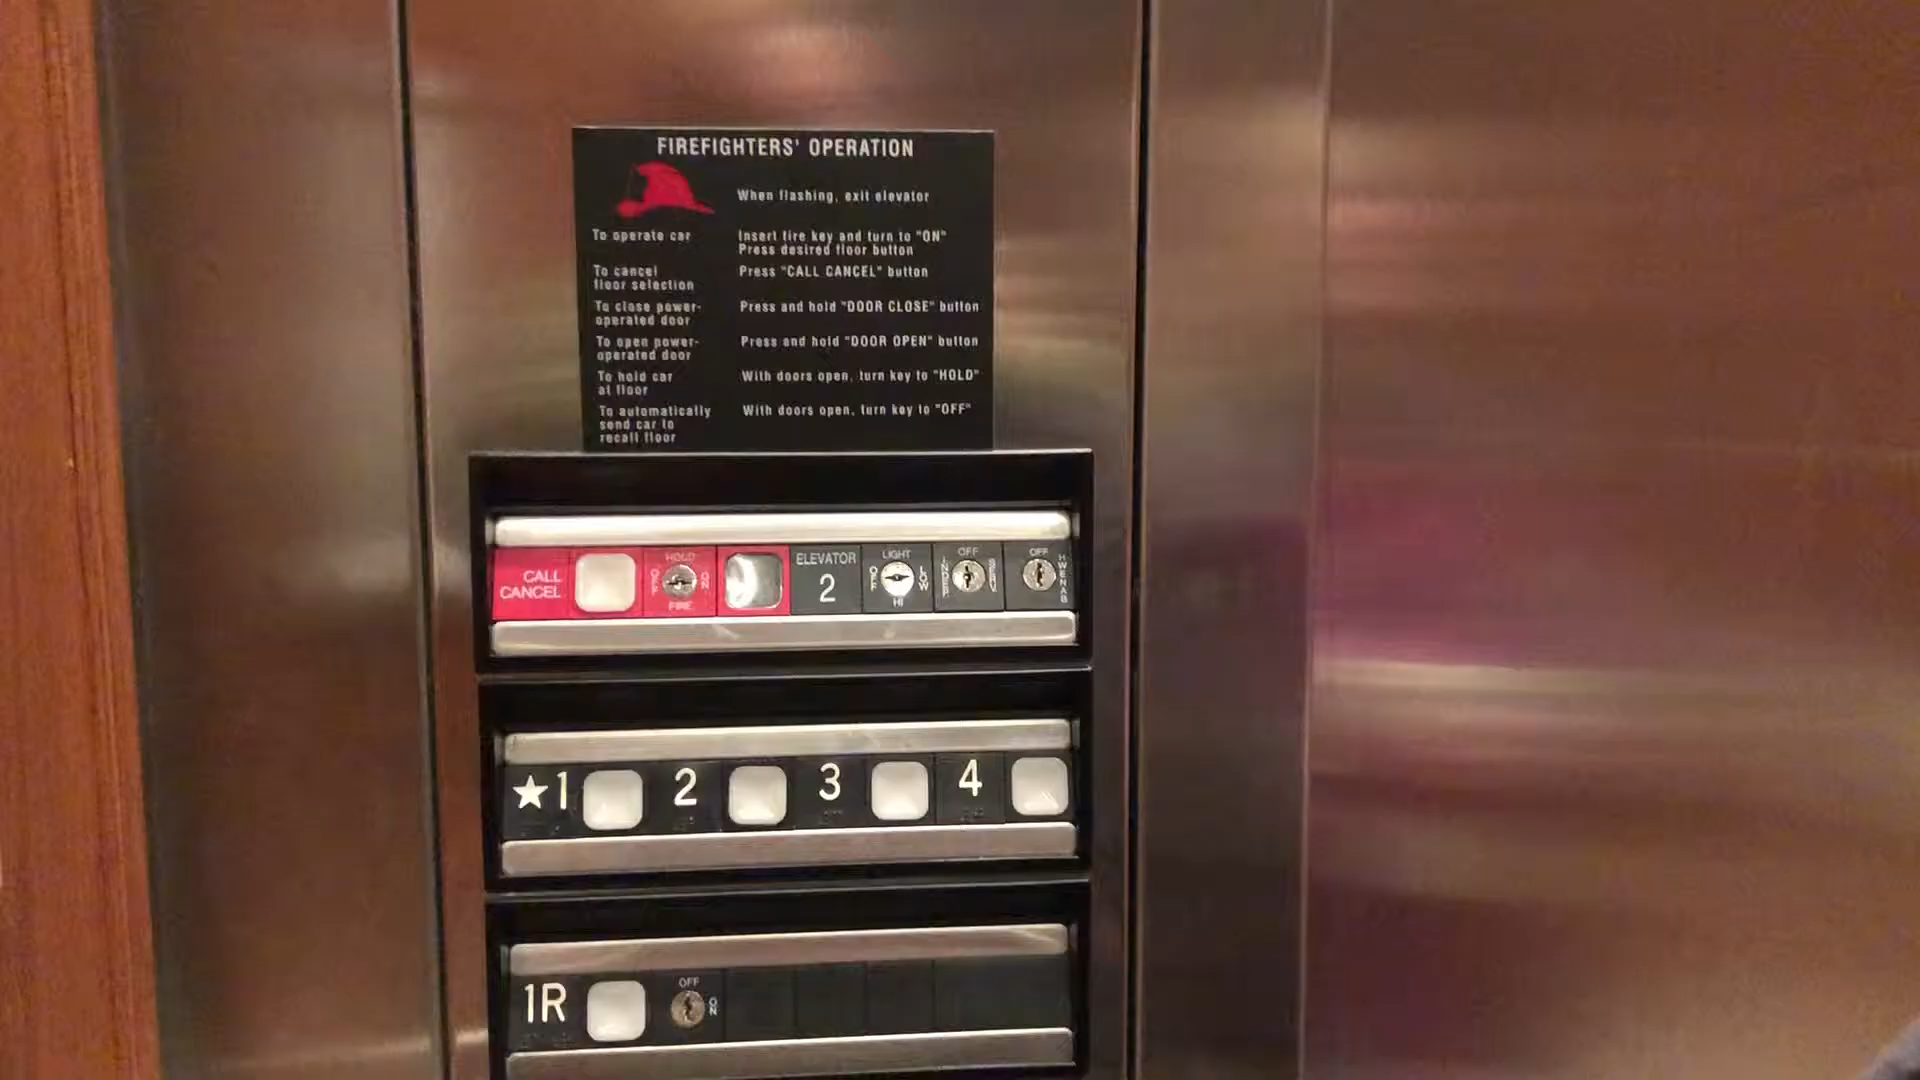 FIREFIGHTERS' OPERATION
When flashing, exit elevator
To operate car
Insert fire key and turn to "ON"
Press desired floor button
To cancel
floor selection
Press "CALL CANCEL" button
To close power-
operated door
Press and hold "DOOR CLOSE" button
To open power-
operated door
Press and hold "DOOR OPEN" button
To hold car
at floor
With doors open, turn key to "HOLD"
To automatically
send car to
recall floor
With doors open, turn key to "OFF"
CALL
CANCEL
HOLD
OFF
ON
FIRE
ELEVATOR
2
LIGHT
OFF
LOW
HI
OFF
OFF
★1
2
3
4
1R
OFF
ON